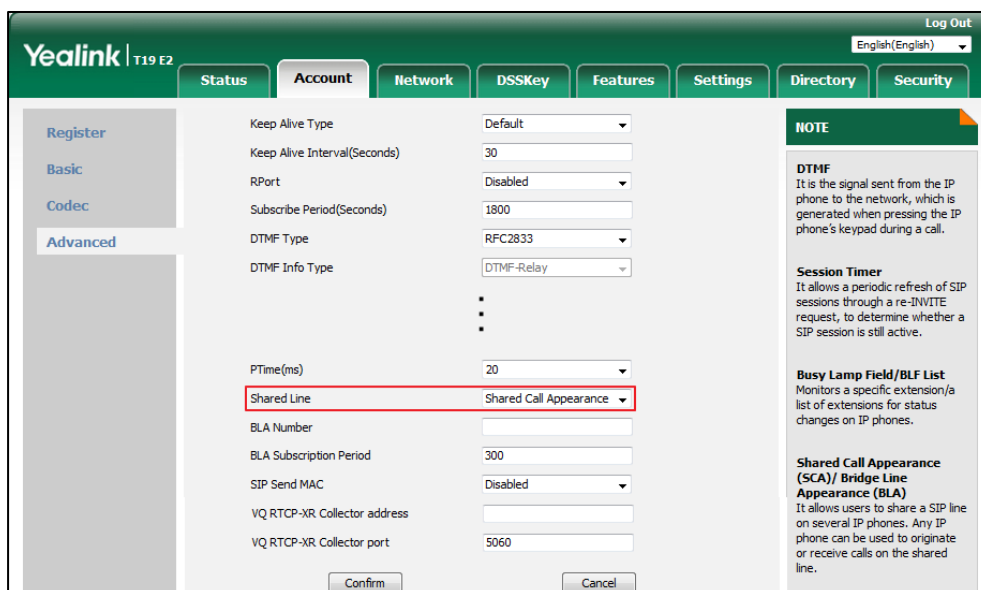 Log Out
Yealink | T19 E2
English(English)
Status Account Network DSSKey Features Settings Directory Security
Register
Basic
Codec
Advanced
Keep Alive Type Default
Keep Alive Interval(Seconds) 30
RPort Disabled
Subscribe Period(Seconds) 1800
DTMF Type RFC2833
DTMF Info Type DTMF-Relay
PTime(ms) 20
Shared Line Shared Call Appearance
BLA Number
BLA Subscription Period 300
SIP Send MAC Disabled
VQ RTCP-XR Collector address
VQ RTCP-XR Collector port 5060
Confirm Cancel
NOTE
DTMF
It is the signal sent from the IP
phone to the network, which is
generated when pressing the IP
phone's keypad during a call.
Session Timer
It allows a periodic refresh of SIP
sessions through a re-INVITE
request, to determine whether a
SIP session is still active.
Busy Lamp Field/BLF List
Monitors a specific extension/a
list of extensions for status
changes on IP phones.
Shared Call Appearance
(SCA)/ Bridge Line
Appearance (BLA)
It allows users to share a SIP line
on several IP phones. Any IP
phone can be used to originate
or receive calls on the shared
line.